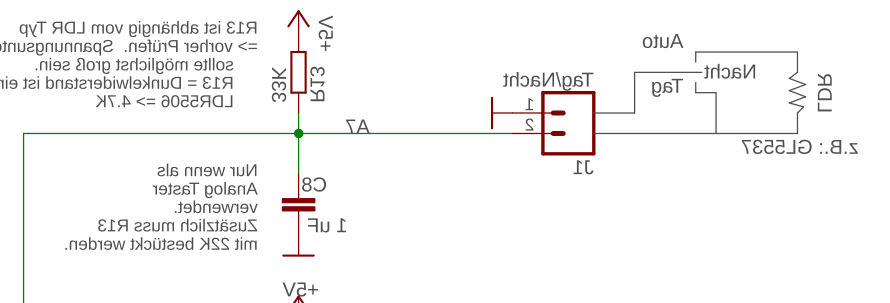 R13 ist abhängig vom LDR Typ
=> vorher Prüfen. Spannungsunte
sollte möglichst groß sein.
R13 = Dunkelwiderstand ist ein
LDR5506 => 4.7K
+5V
33K
R13
A7
Tag/Nacht
1
2
J1
Auto
Nacht
Tag
LDR
z.B.: GL5537
Nur wenn als
Analog Taster
verwendet.
Zusätzlich muss R13
mit 22K bestückt werden.
C8
1 uF
+5V